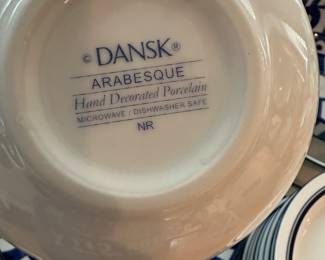 © DANSK®
ARABESQUE
Hand Decorated Porcelain
MICROWAVE / DISHWASHER SAFE
NR